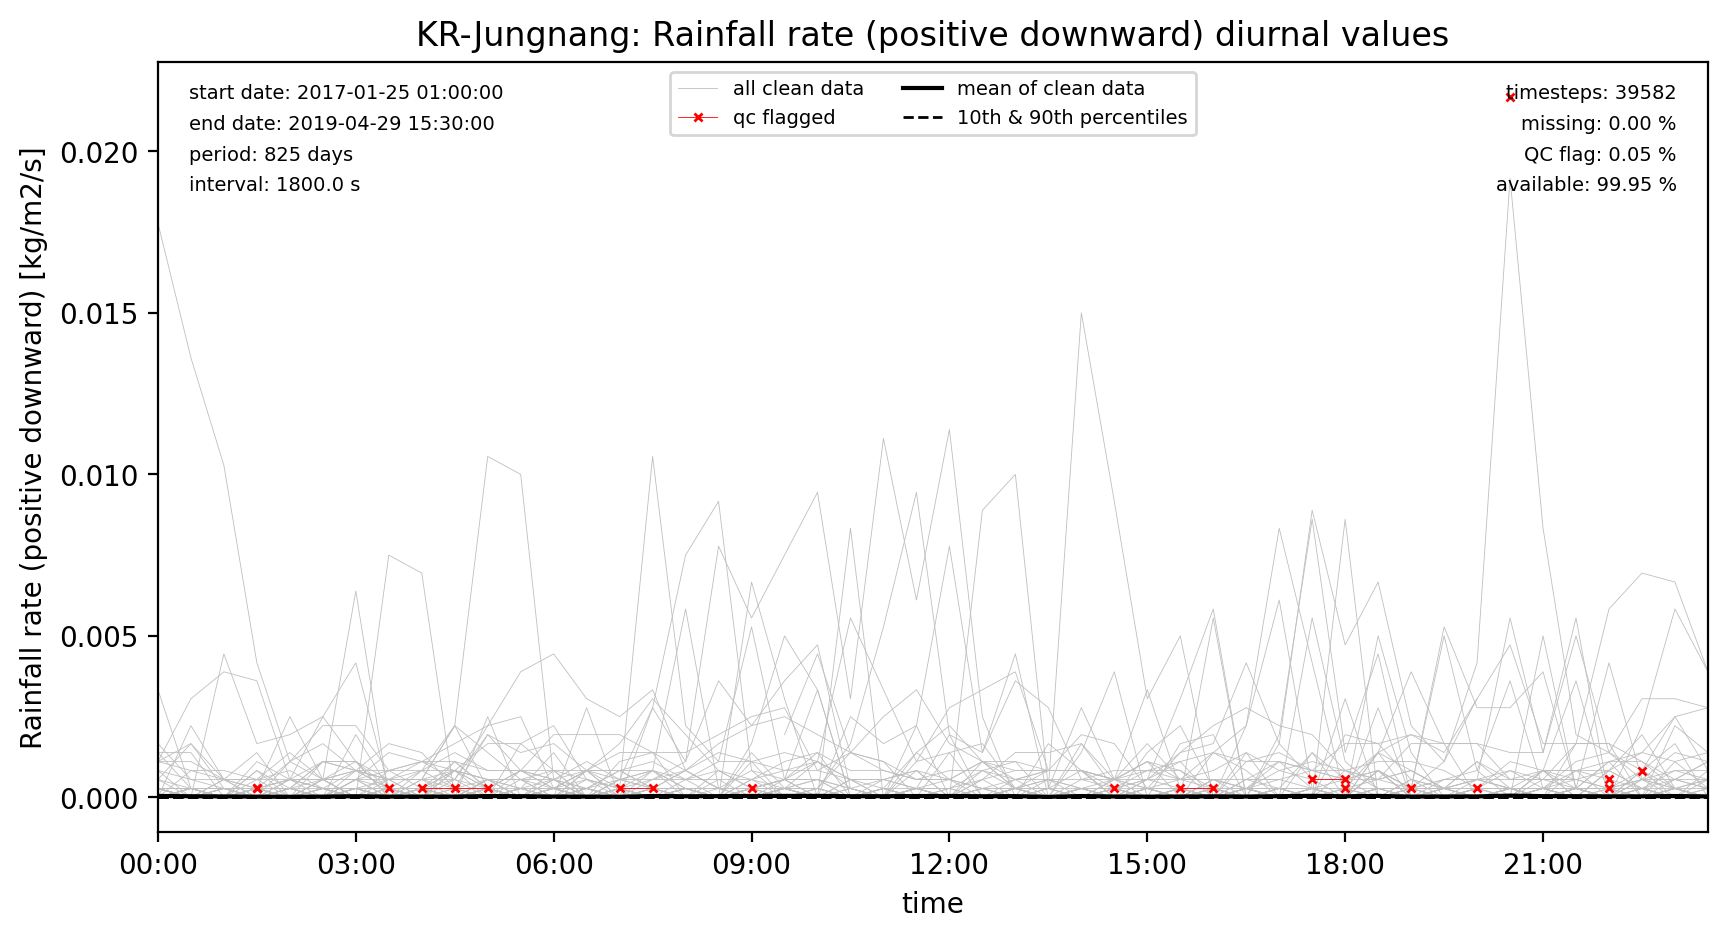 KR-Jungnang: Rainfall rate (positive downward) diurnal values
start date: 2017-01-25 01:00:00
end date: 2019-04-29 15:30:00
period: 825 days
interval: 1800.0 s
all clean data
qc flagged
mean of clean data
10th & 90th percentiles
timesteps: 39582
missing: 0.00 %
QC flag: 0.05 %
available: 99.95 %
Rainfall rate (positive downward) [kg/m2/s]
0.020
0.015
0.010
0.005
0.000
00:00 03:00 06:00 09:00 12:00 15:00 18:00 21:00
time